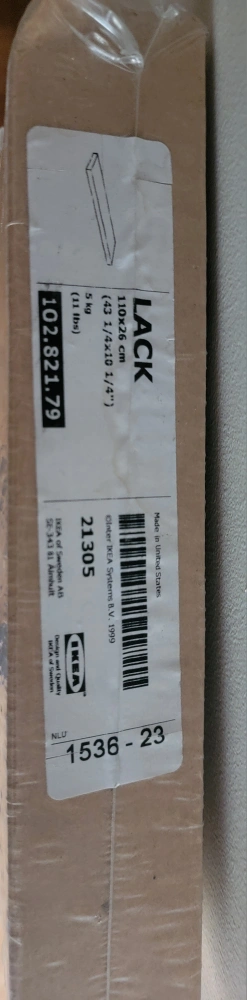 LACK
110x26 cm
(43 1/4x10 1/4")
5 kg
(11 lbs)
102.821.79
Made in United States
©Inter IKEA Systems B.V. 1999
21305
IKEA of Sweden AB
SE-343 81 Älmhult
IKEA
Design and Quality
IKEA of Sweden
NLU
1536 - 23